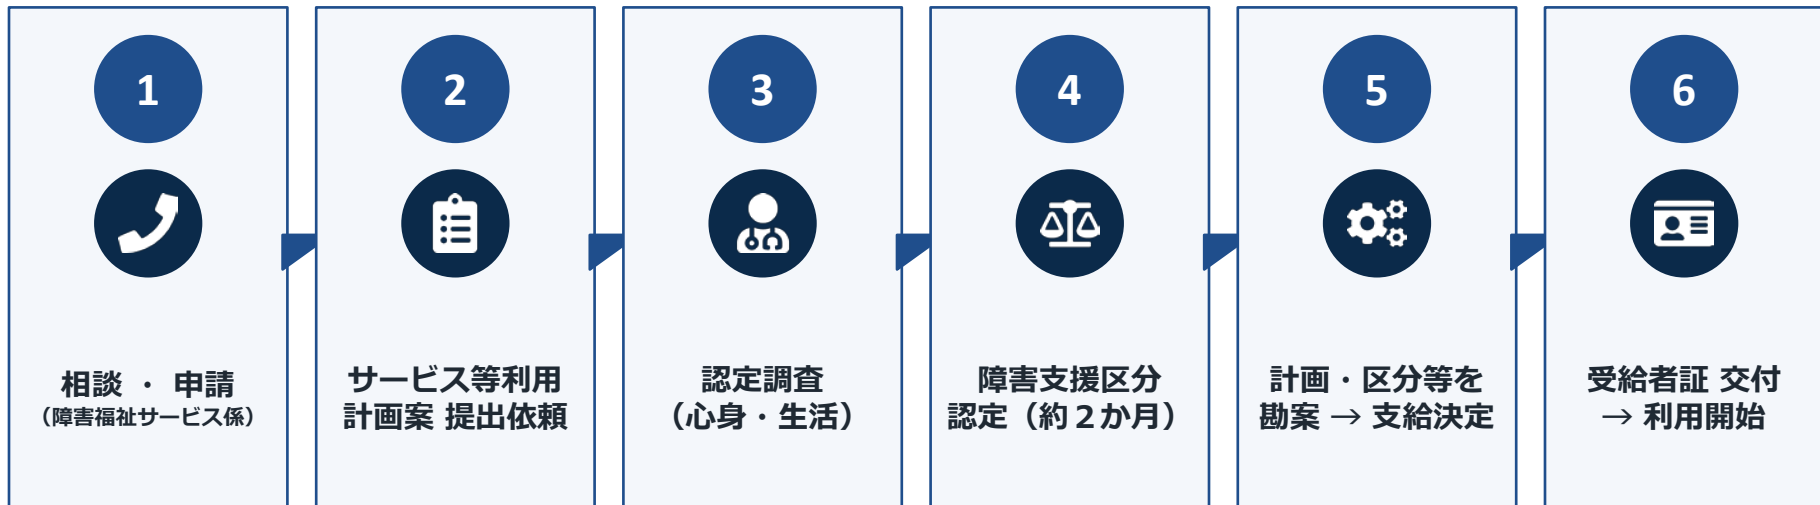 1
相談 ・ 申請
（障害福祉サービス係）
2
サービス等利用
計画案 提出依頼
3
認定調査
（心身・生活）
4
障害支援区分
認定（約２か月）
5
計画・区分等を
勘案 → 支給決定
6
受給者証 交付
→ 利用開始